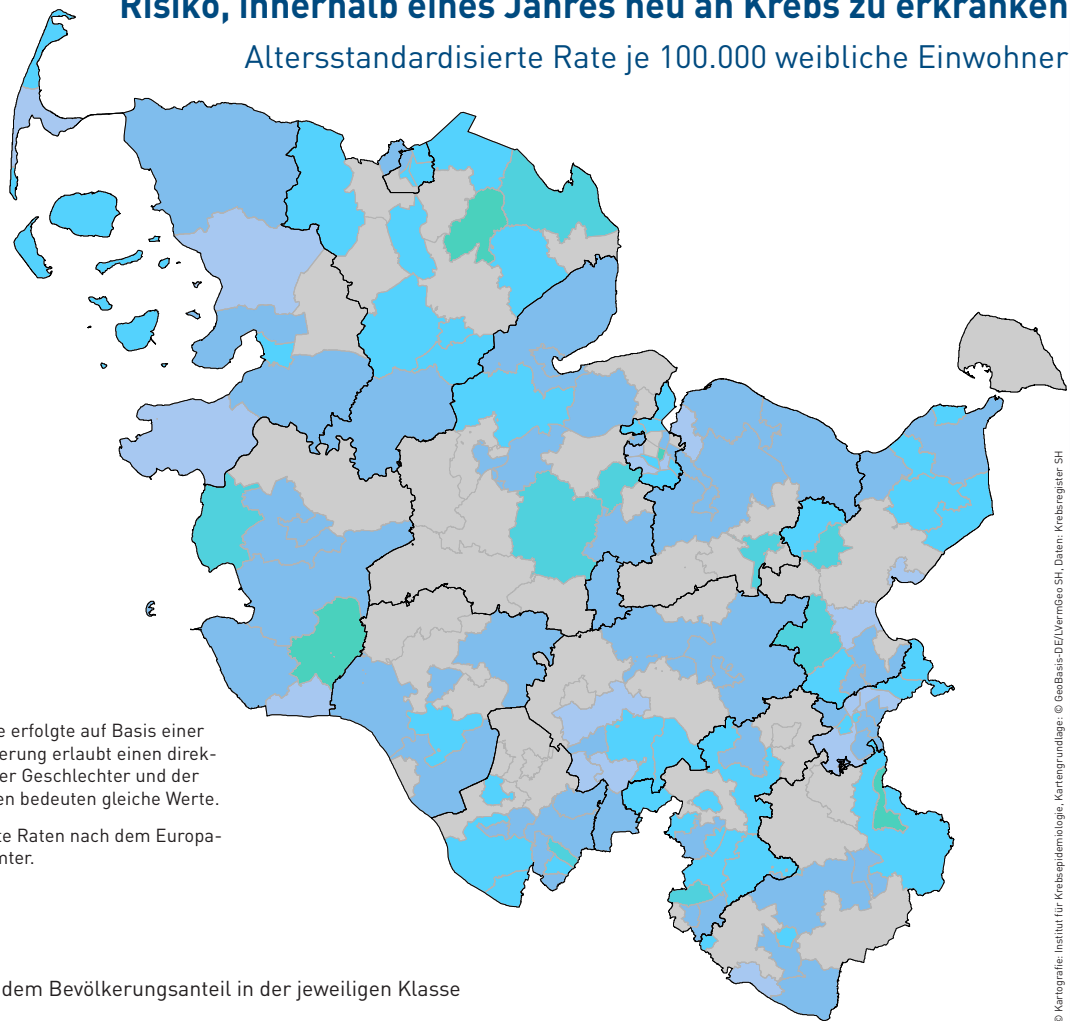 Risiko, innerhalb eines Jahres neu an Krebs zu erkranken
Altersstandardisierte Rate je 100.000 weibliche Einwohner
e erfolgte auf Basis einer
erung erlaubt einen direk-
er Geschlechter und der
en bedeuten gleiche Werte.
te Raten nach dem Europa-
mter.
dem Bevölkerungsanteil in der jeweiligen Klasse
© Kartografie: Institut für Krebsepidemiologie, Kartengrundlage: © GeoBasis-DE/LVermGeo SH, Daten: Krebsregister SH